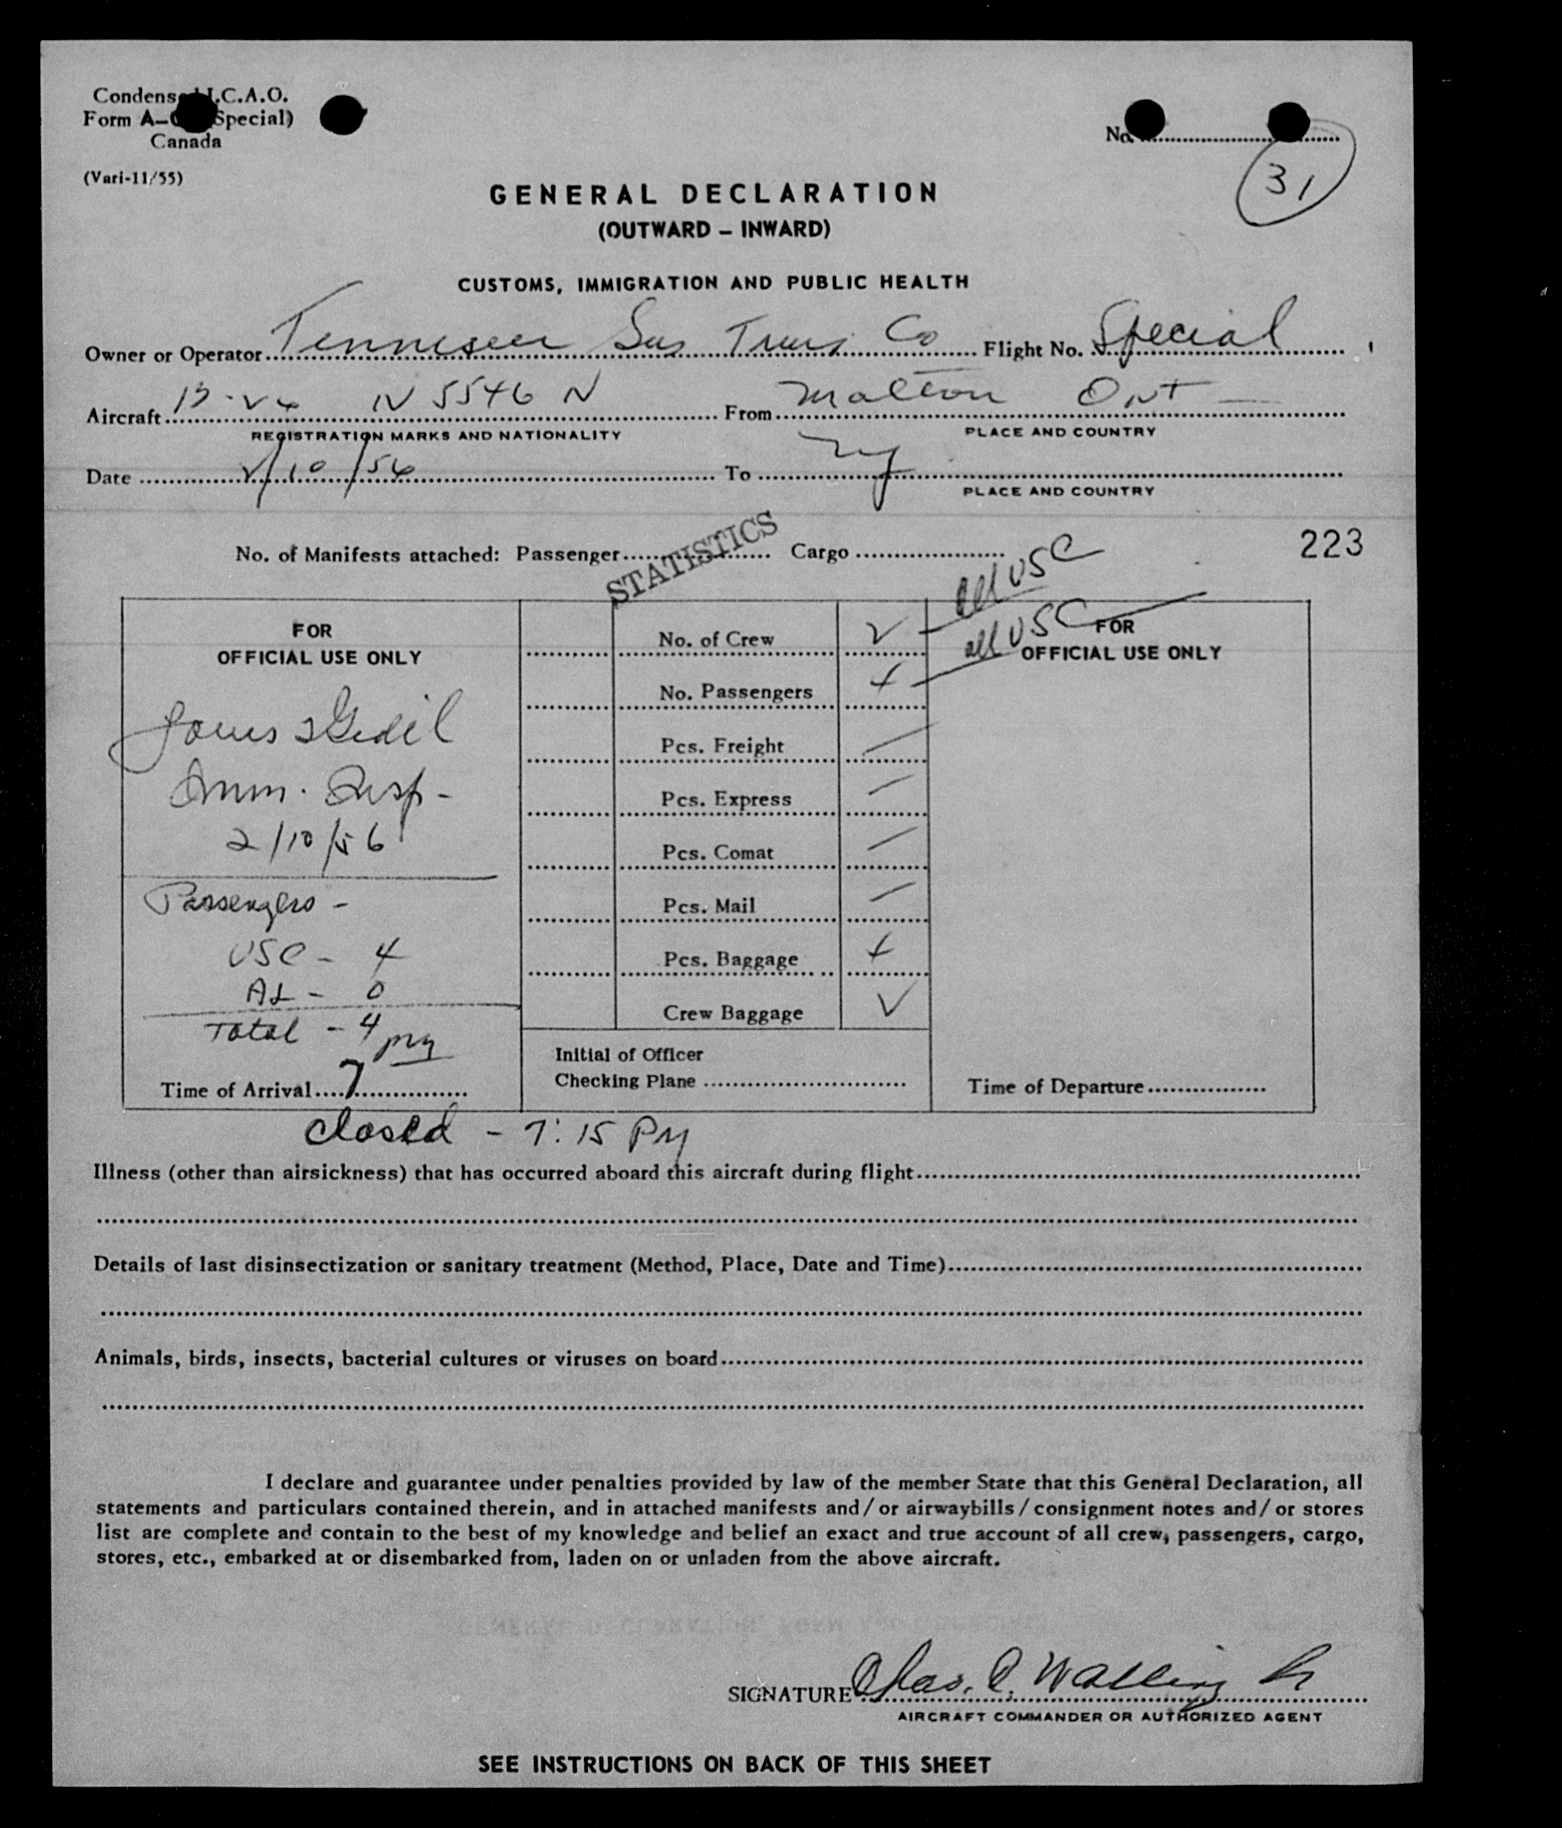 Condensed I.C.A.O.
Form A- (Special)
Canada
(Vari-11/55)
No.
31
GENERAL DECLARATION
(OUTWARD – INWARD)
CUSTOMS, IMMIGRATION AND PUBLIC HEALTH
Owner or Operator Co Flight No. Special
Aircraft N 5546 N From Malton Ont
REGISTRATION MARKS AND NATIONALITY PLACE AND COUNTRY
Date 2/10/56 To NY
PLACE AND COUNTRY
No. of Manifests attached: Passenger Cargo
STATISTICS
223
all USC
all USC
FOR
OFFICIAL USE ONLY
Imm. Insp-
2/10/56
Passengers -
USC - 4
AL - 0
Total - 4
PM
Time of Arrival 7
No. of Crew 2
No. Passengers 4
Pcs. Freight
Pcs. Express
Pcs. Comat
Pcs. Mail
Pcs. Baggage 4
Crew Baggage 2
Initial of Officer
Checking Plane
FOR
OFFICIAL USE ONLY
Time of Departure
Closed - 7:15 PM
Illness (other than airsickness) that has occurred aboard this aircraft during flight
Details of last disinsectization or sanitary treatment (Method, Place, Date and Time)
Animals, birds, insects, bacterial cultures or viruses on board
I declare and guarantee under penalties provided by law of the member State that this General Declaration, all
statements and particulars contained therein, and in attached manifests and/or airwaybills/consignment notes and/or stores
list are complete and contain to the best of my knowledge and belief an exact and true account of all crew, passengers, cargo,
stores, etc., embarked at or disembarked from, laden on or unladen from the above aircraft.
SIGNATURE Chas. C. Walling Jr
AIRCRAFT COMMANDER OR AUTHORIZED AGENT
SEE INSTRUCTIONS ON BACK OF THIS SHEET